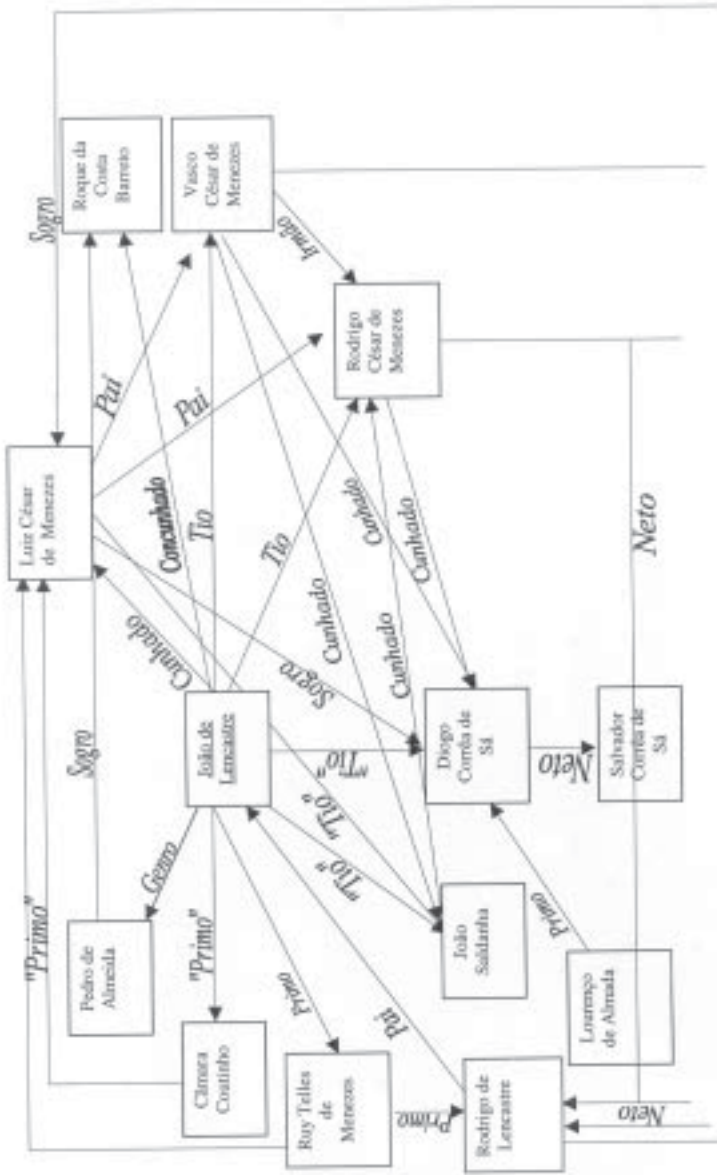 Sogro
Roque da
Costa
Barreto
Vasco
César de
Menezes
Irmão
Rodrigo
César de
Menezes
Pai
Pai
Luiz César
de Menezes
Concunhado
Tio
Tio
Cunhado
Cunhado
Cunhado
Cunhado
Neto
Cunhado
Sogro
João de
Lencastre
Sogro
"Tio"
"Tio"
"Tio"
Diogo
Corrêa de
Sá
Neto
Salvador
Corrêa de
Sá
"Primo"
Genro
Pedro de
Almeida
"Primo"
Câmara
Coutinho
Primo
Ruy Telles
de
Menezes
Primo
Pai
João
Saldanha
Primo
Lourenço
de Almada
Rodrigo de
Lencastre
Neto